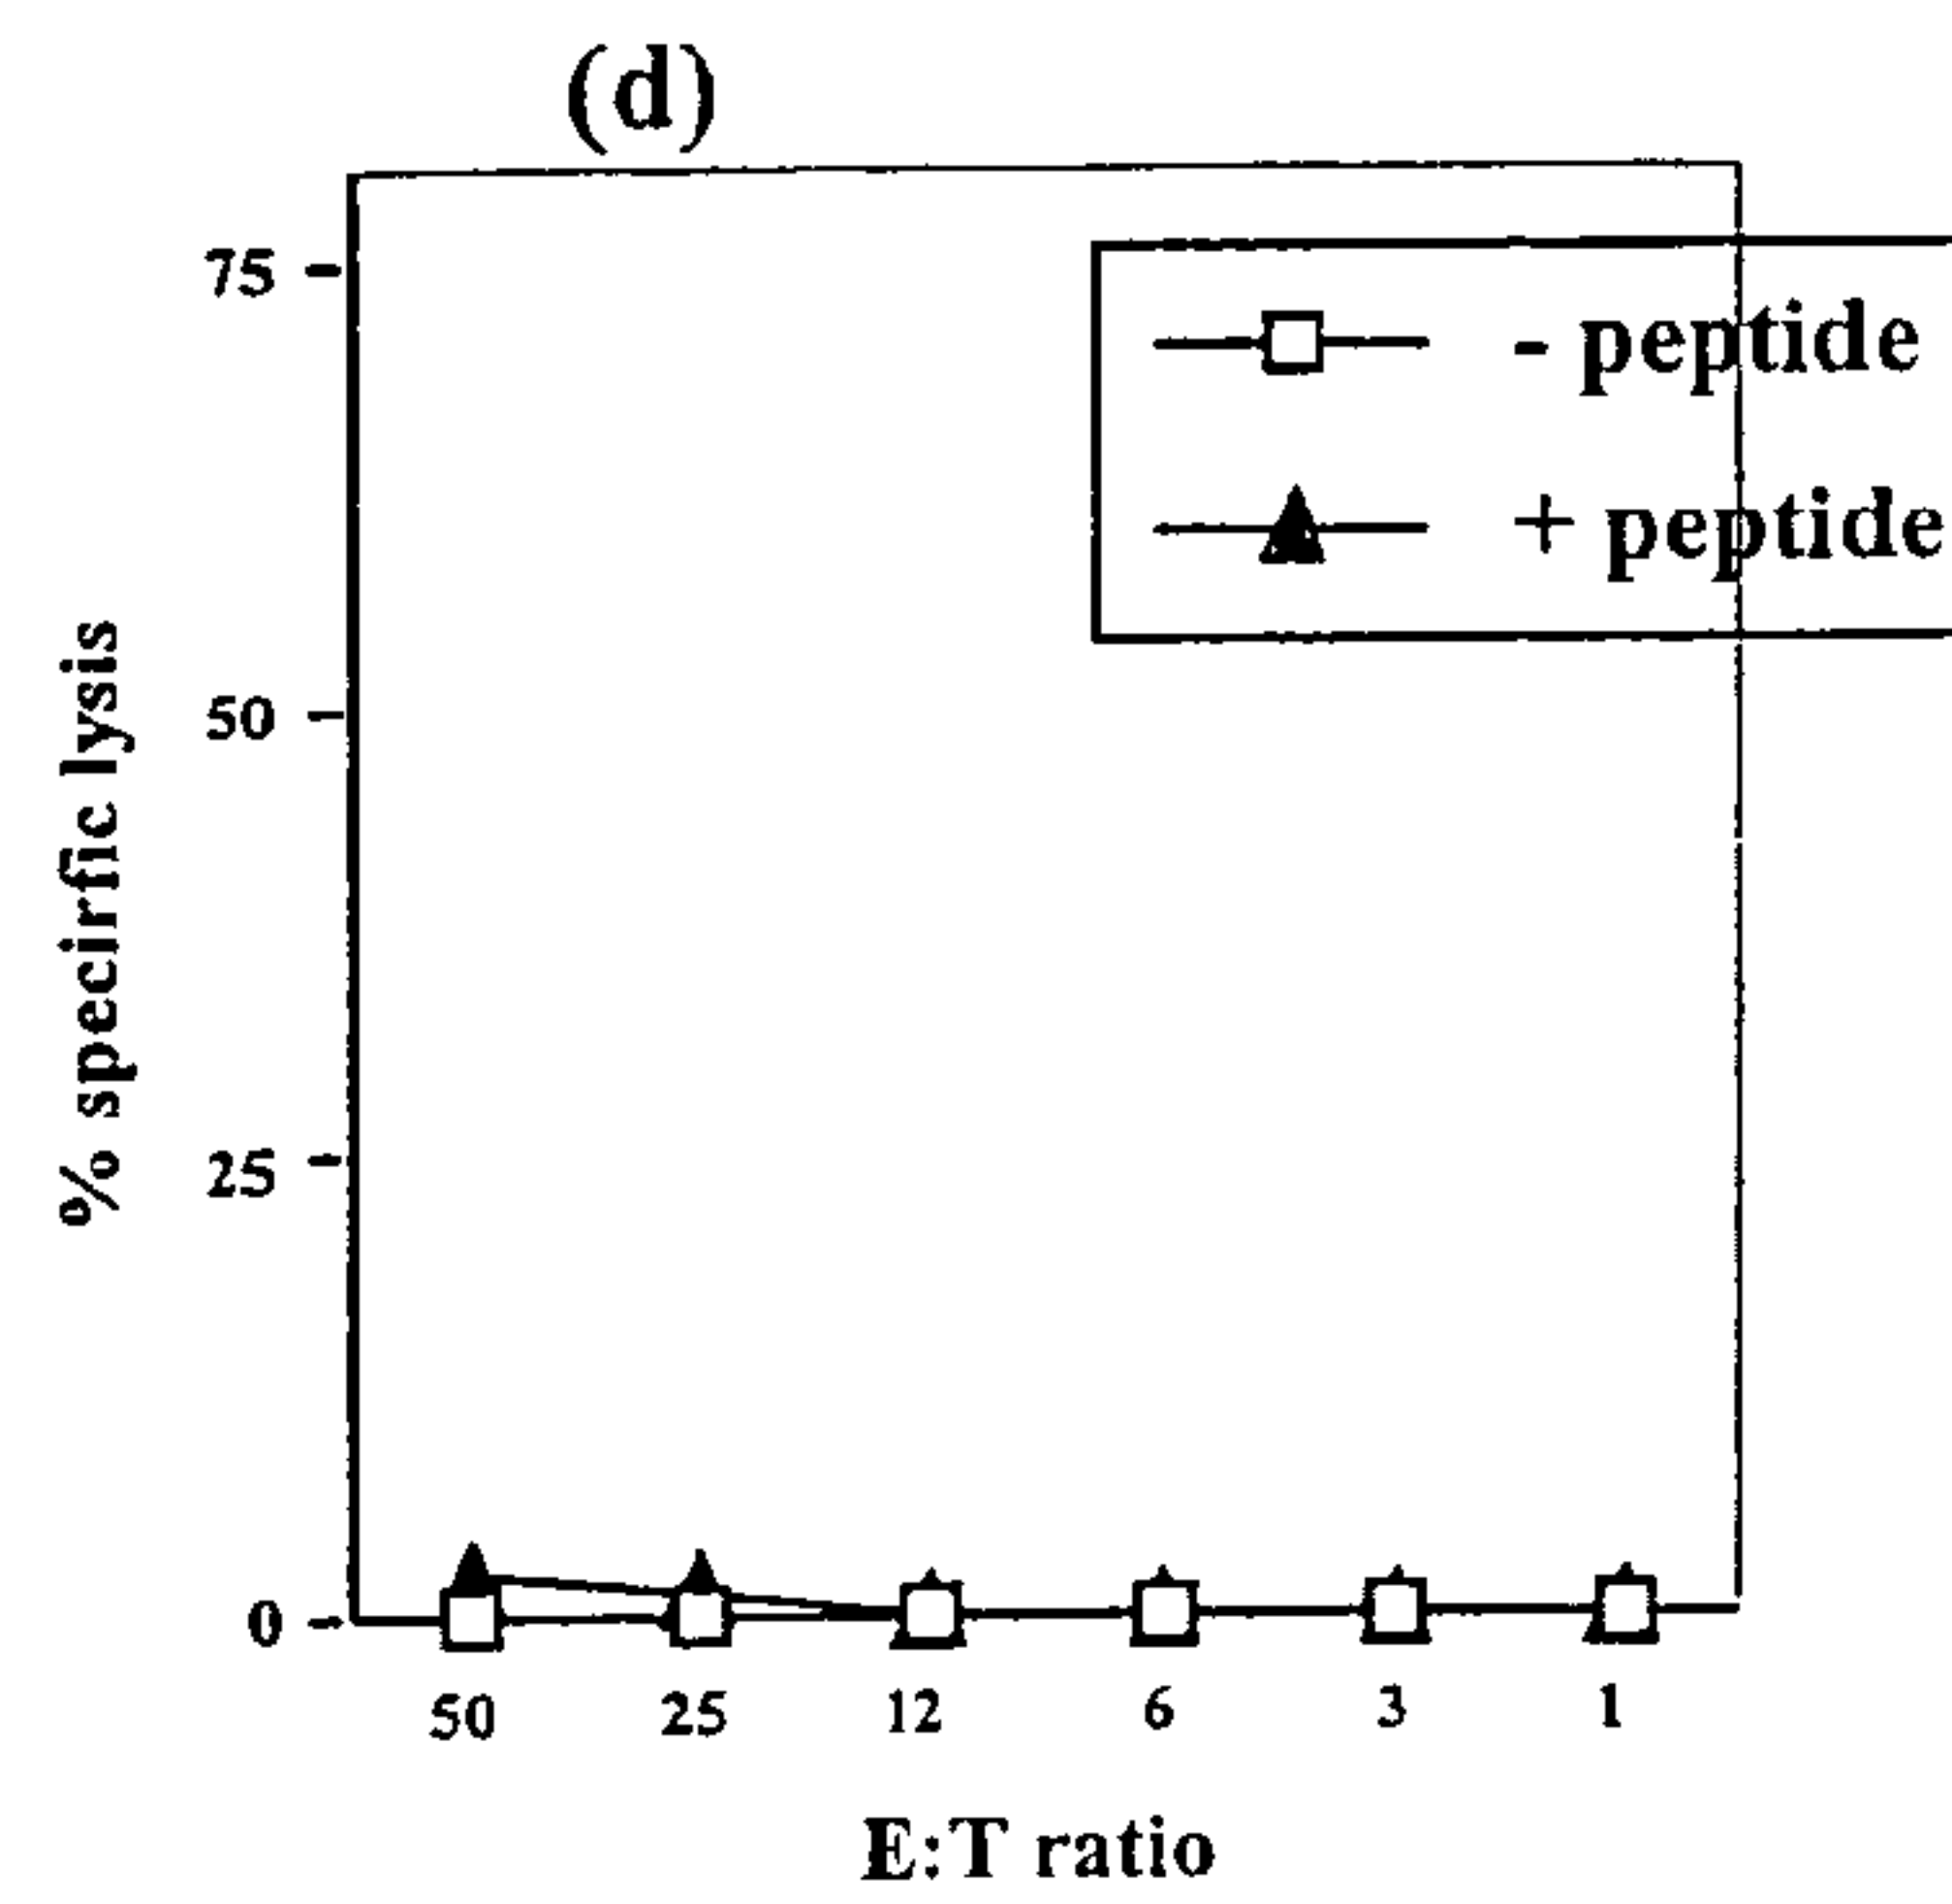 (d)
75
50
25
0
% specirfic lysis
- peptide
+ peptide
50 25 12 6 3 1
E:T ratio